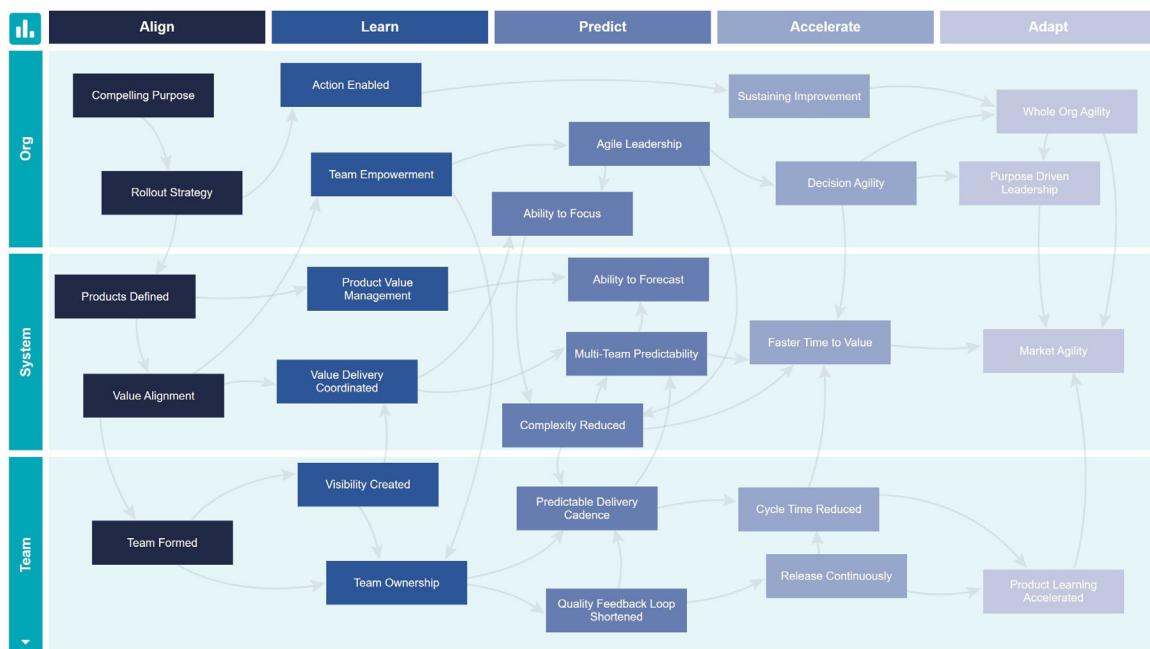 Align
Learn
Predict
Accelerate
Adapt
Org
Compelling Purpose
Rollout Strategy
Action Enabled
Team Empowerment
Agile Leadership
Ability to Focus
Sustaining Improvement
Decision Agility
Whole Org Agility
Purpose Driven
Leadership
System
Products Defined
Value Alignment
Product Value
Management
Value Delivery
Coordinated
Ability to Forecast
Multi-Team Predictability
Complexity Reduced
Faster Time to Value
Market Agility
Team
Team Formed
Visibility Created
Team Ownership
Predictable Delivery
Cadence
Quality Feedback Loop
Shortened
Cycle Time Reduced
Release Continuously
Product Learning
Accelerated